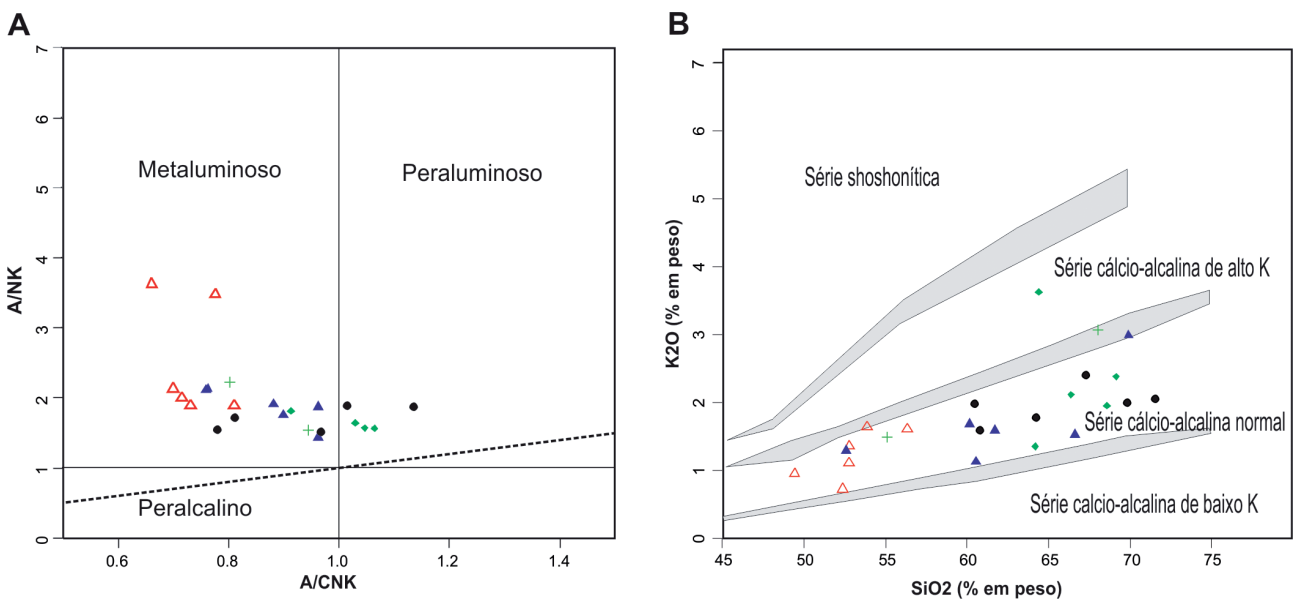 A
7
6
5
4
3
2
1
0
A/NK
Metaluminoso
Peraluminoso
Peralcalino
0.6
0.8
1.0
1.2
1.4
A/CNK
B
7
6
5
4
3
2
1
0
K2O (% em peso)
Série shoshonítica
Série cálcio-alcalina de alto K
Série cálcio-alcalina normal
Série calcio-alcalina de baixo K
45
50
55
60
65
70
75
SiO2 (% em peso)